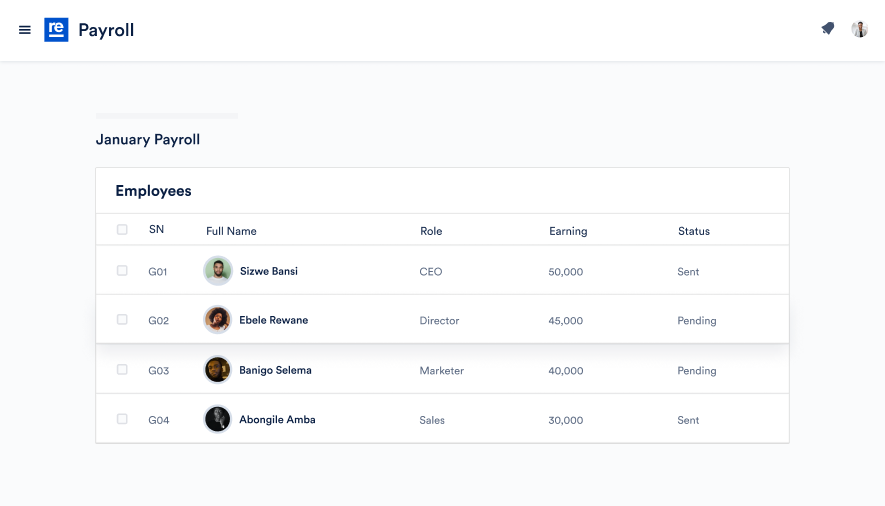 re Payroll
January Payroll
Employees
SN Full Name Role Earning Status
G01 Sizwe Bansi CEO 50,000 Sent
G02 Ebele Rewane Director 45,000 Pending
G03 Banigo Selema Marketer 40,000 Pending
G04 Abongile Amba Sales 30,000 Sent